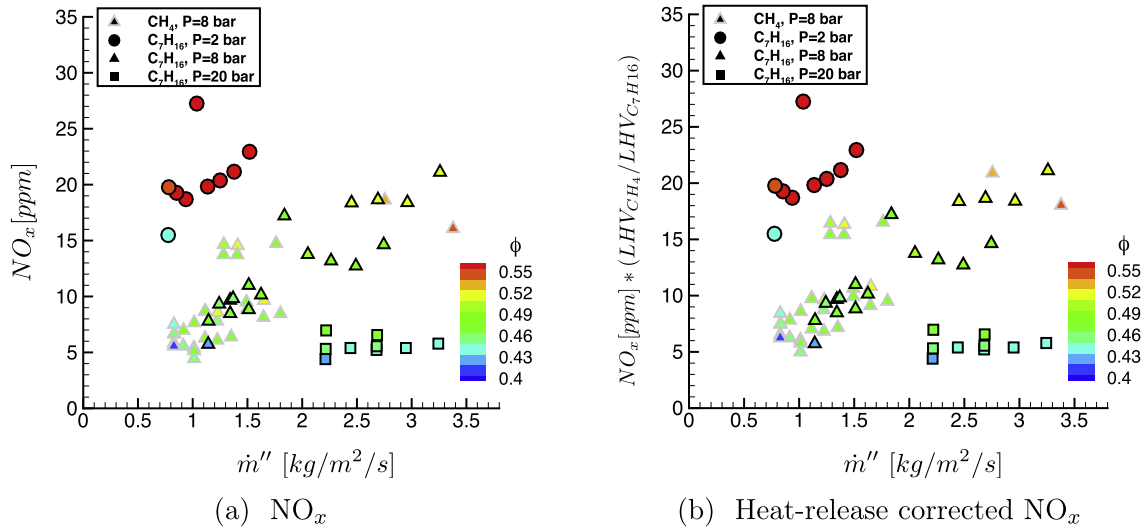 NOₓ[ppm]
35
30
25
20
15
10
5
0
CH₄, P=8 bar
C₇H₁₆, P=2 bar
C₇H₁₆, P=8 bar
C₇H₁₆, P=20 bar
ϕ
0.55
0.52
0.49
0.46
0.43
0.4
0 0.5 1 1.5 2 2.5 3 3.5
ṁ″ [kg/m²/s]
(a) NOₓ
NOₓ[ppm] * (LHV_{CH₄}/LHV_{C₇H16})
35
30
25
20
15
10
5
0
CH₄, P=8 bar
C₇H₁₆, P=2 bar
C₇H₁₆, P=8 bar
C₇H₁₆, P=20 bar
ϕ
0.55
0.52
0.49
0.46
0.43
0.4
0 0.5 1 1.5 2 2.5 3 3.5
ṁ″ [kg/m²/s]
(b) Heat-release corrected NOₓ